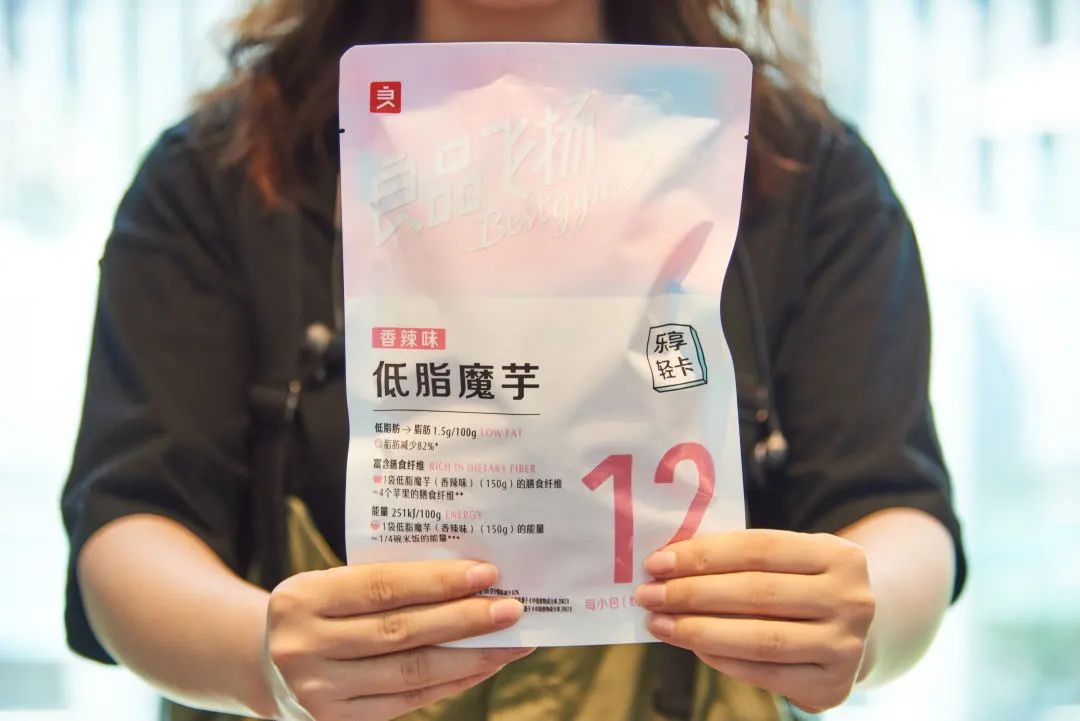 良
良品飞扬
香辣味
乐享
轻卡
低脂魔芋
低脂肪→脂肪 1.5g/100g LOW FAT
脂肪减少82%*
富含膳食纤维 RICH IN DIETARY FIBER
1袋低脂魔芋（香辣味）（150g）的膳食纤维
≈4个苹果的膳食纤维**
能量 251kJ/100g ENERGY
1袋低脂魔芋（香辣味）（150g）的能量
≈1/4碗米饭的能量***
12
每小包